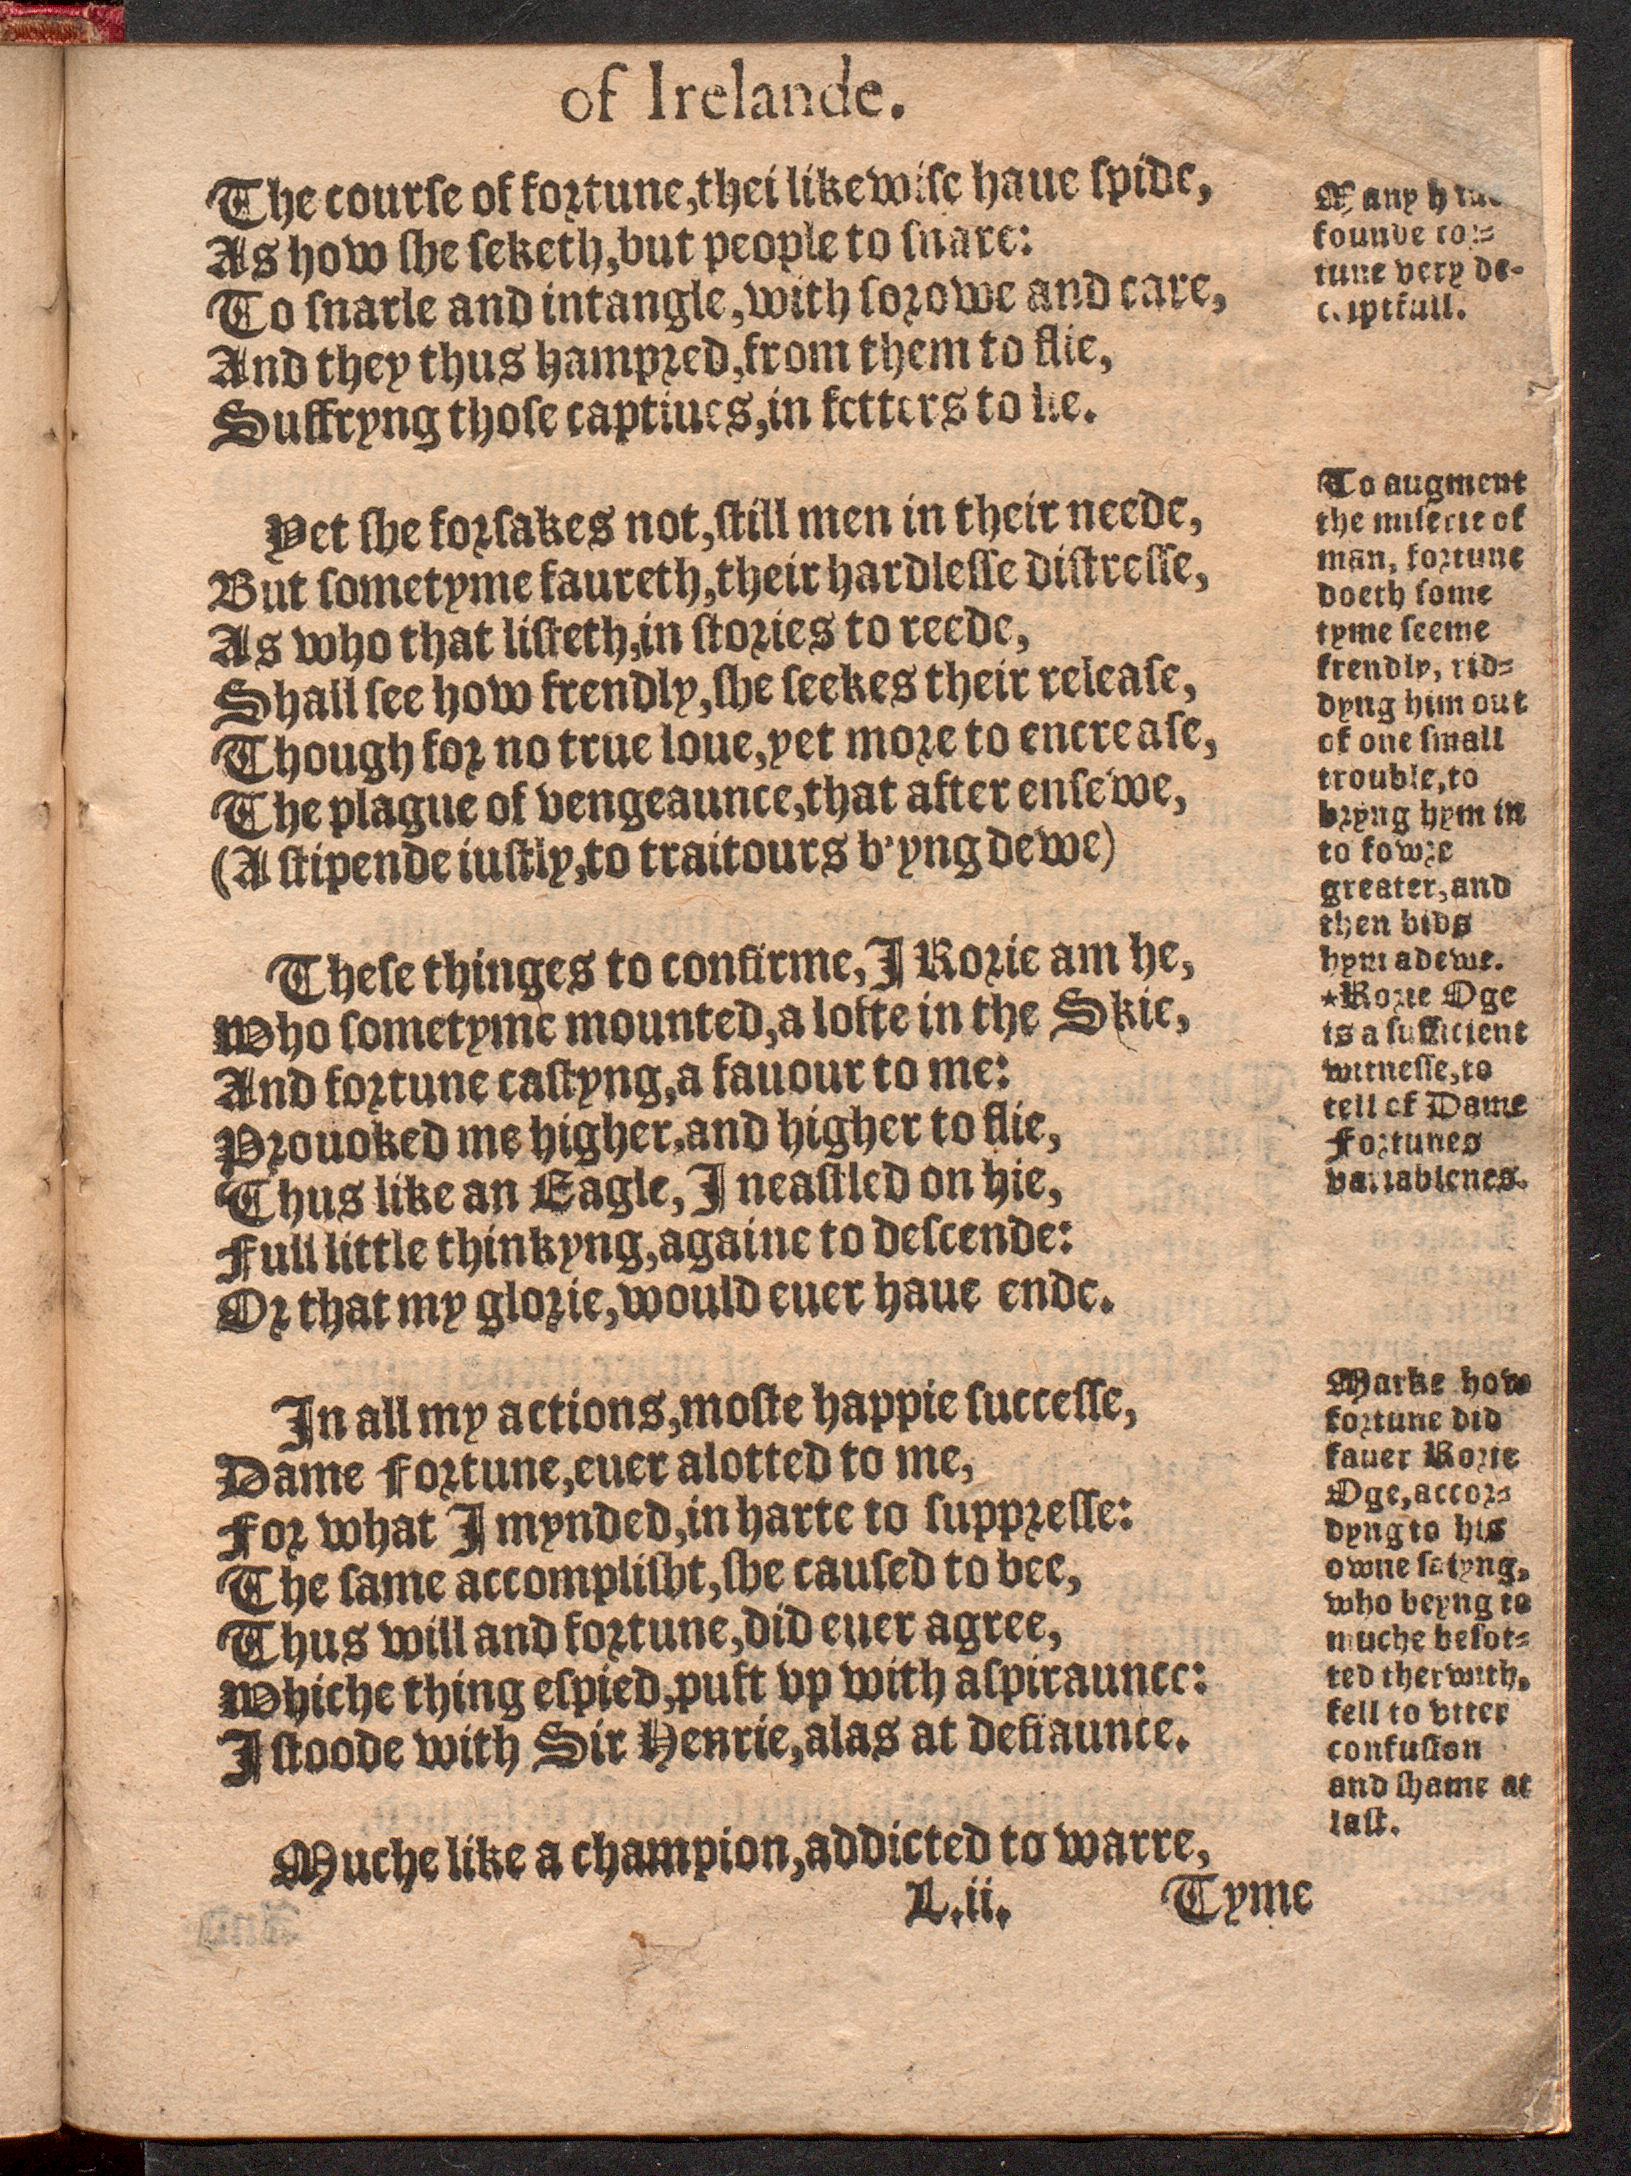 of Irelande.
The courſe of fortune,thei likewiſe haue ſpide,
As how ſhe ſeketh,but people to ſnare:
To ſnarle and intangle,with ſorowe and care,
And they thus hampred,from them to flie,
Suffryng thoſe captiues,in fetters to lie.
Yet ſhe forſakes not,ſtill men in their neede,
But ſometyme faureth,their hardleſſe diſtreſſe,
As who that liſteth,in ſtories to reede,
Shall ſee how frendly,ſhe ſeekes their releaſe,
Though for no true loue,yet more to encreaſe,
The plague of vengeaunce,that after enſewe,
(A ſtipende iuſtly,to traitours b'yng dewe)
Theſe thinges to confirme, I Rorie am he,
Who ſometyme mounted,a lofte in the Skie,
And fortune caſtyng,a fauour to me:
Prouoked me higher,and higher to flie,
Thus like an Eagle, I neaſtled on hie,
Full little thinkyng,againe to deſcende:
Or that my glorie,would euer haue ende.
In all my actions,moſte happie ſucceſſe,
Dame Fortune,euer alotted to me,
For what I mynded,in harte to ſuppreſſe:
The ſame accompliſht,ſhe cauſed to bee,
Thus will and fortune,did euer agree,
Whiche thing eſpied,puft vp with aſpiraunce:
I ſtoode with Sir Henrie,alas at defiaunce.
Muche like a champion,addicted to warre,
L.ii. Tyme
Many
founde for-
tune very de-
ceiptfull.
To augment
the miſerie of
man, fortune
doeth ſome
tyme ſeeme
frendly, rid-
dyng him out
of one ſmall
trouble,to
bryng hym in
to fowre
greater,and
then bids
hym adewe.
*Rorie Oge
is a ſufficient
witneſſe,to
tell of Dame
Fortunes
variablenes.
Marke how
fortune did
fauer Rorie
Oge,accor-
dyng to his
owne ſaiyng,
who beyng to
muche beſot-
ted therwith,
fell to vtter
confuſion
and ſhame at
laſt.